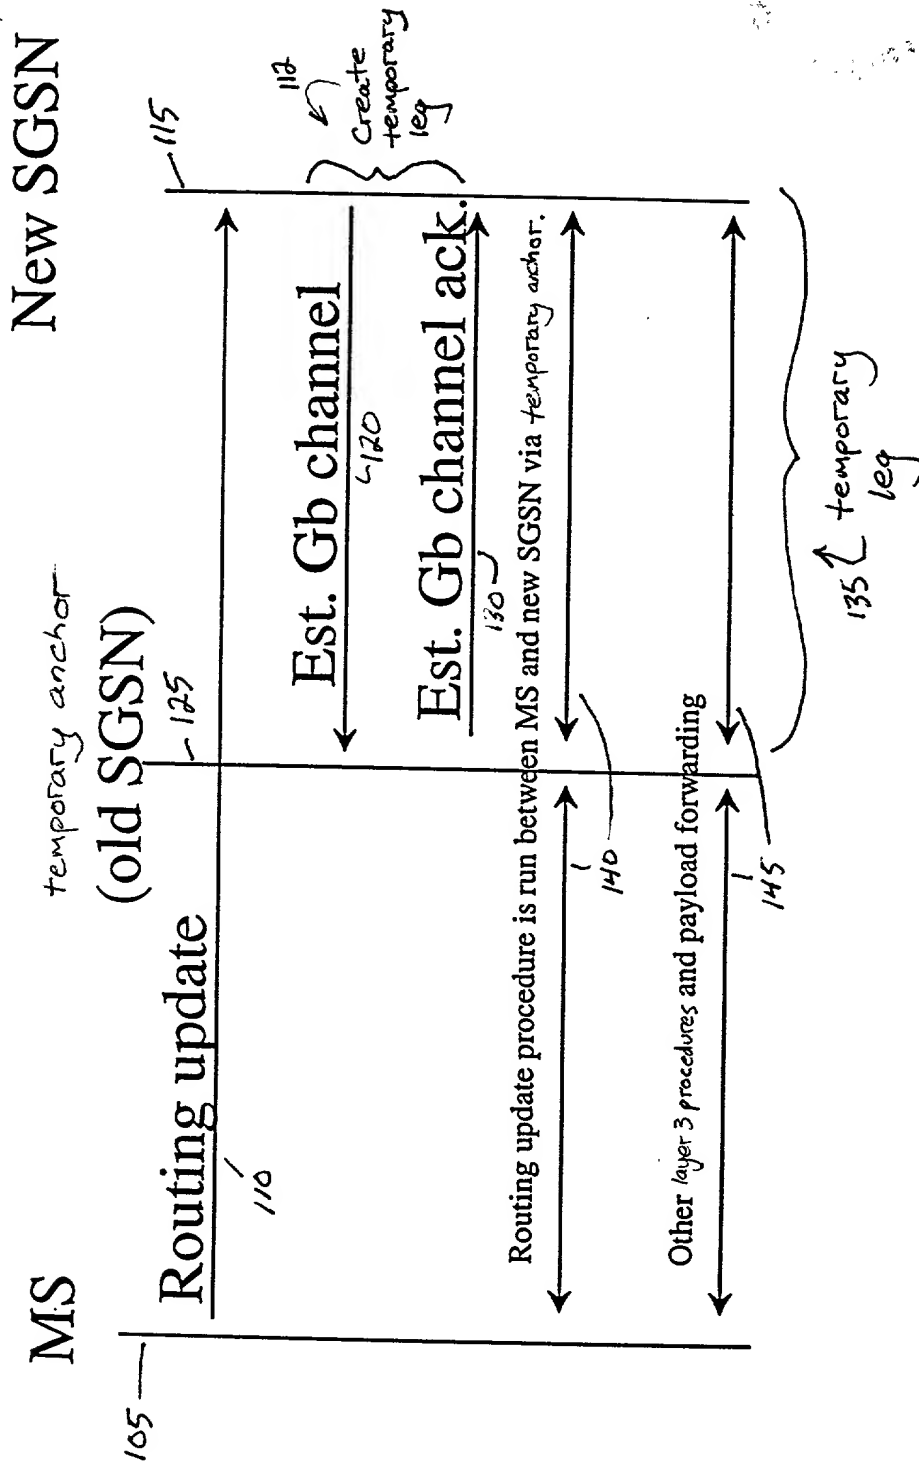 MS
temporary anchor
(old SGSN)
New SGSN
105
125
115
Routing update
110
112
Create
temporary
leg
Est. Gb channel
120
Est. Gb channel ack.
130
Routing update procedure is run between MS and new SGSN via temporary anchor.
140
Other layer 3 procedures and payload forwarding
145
135
temporary
leg